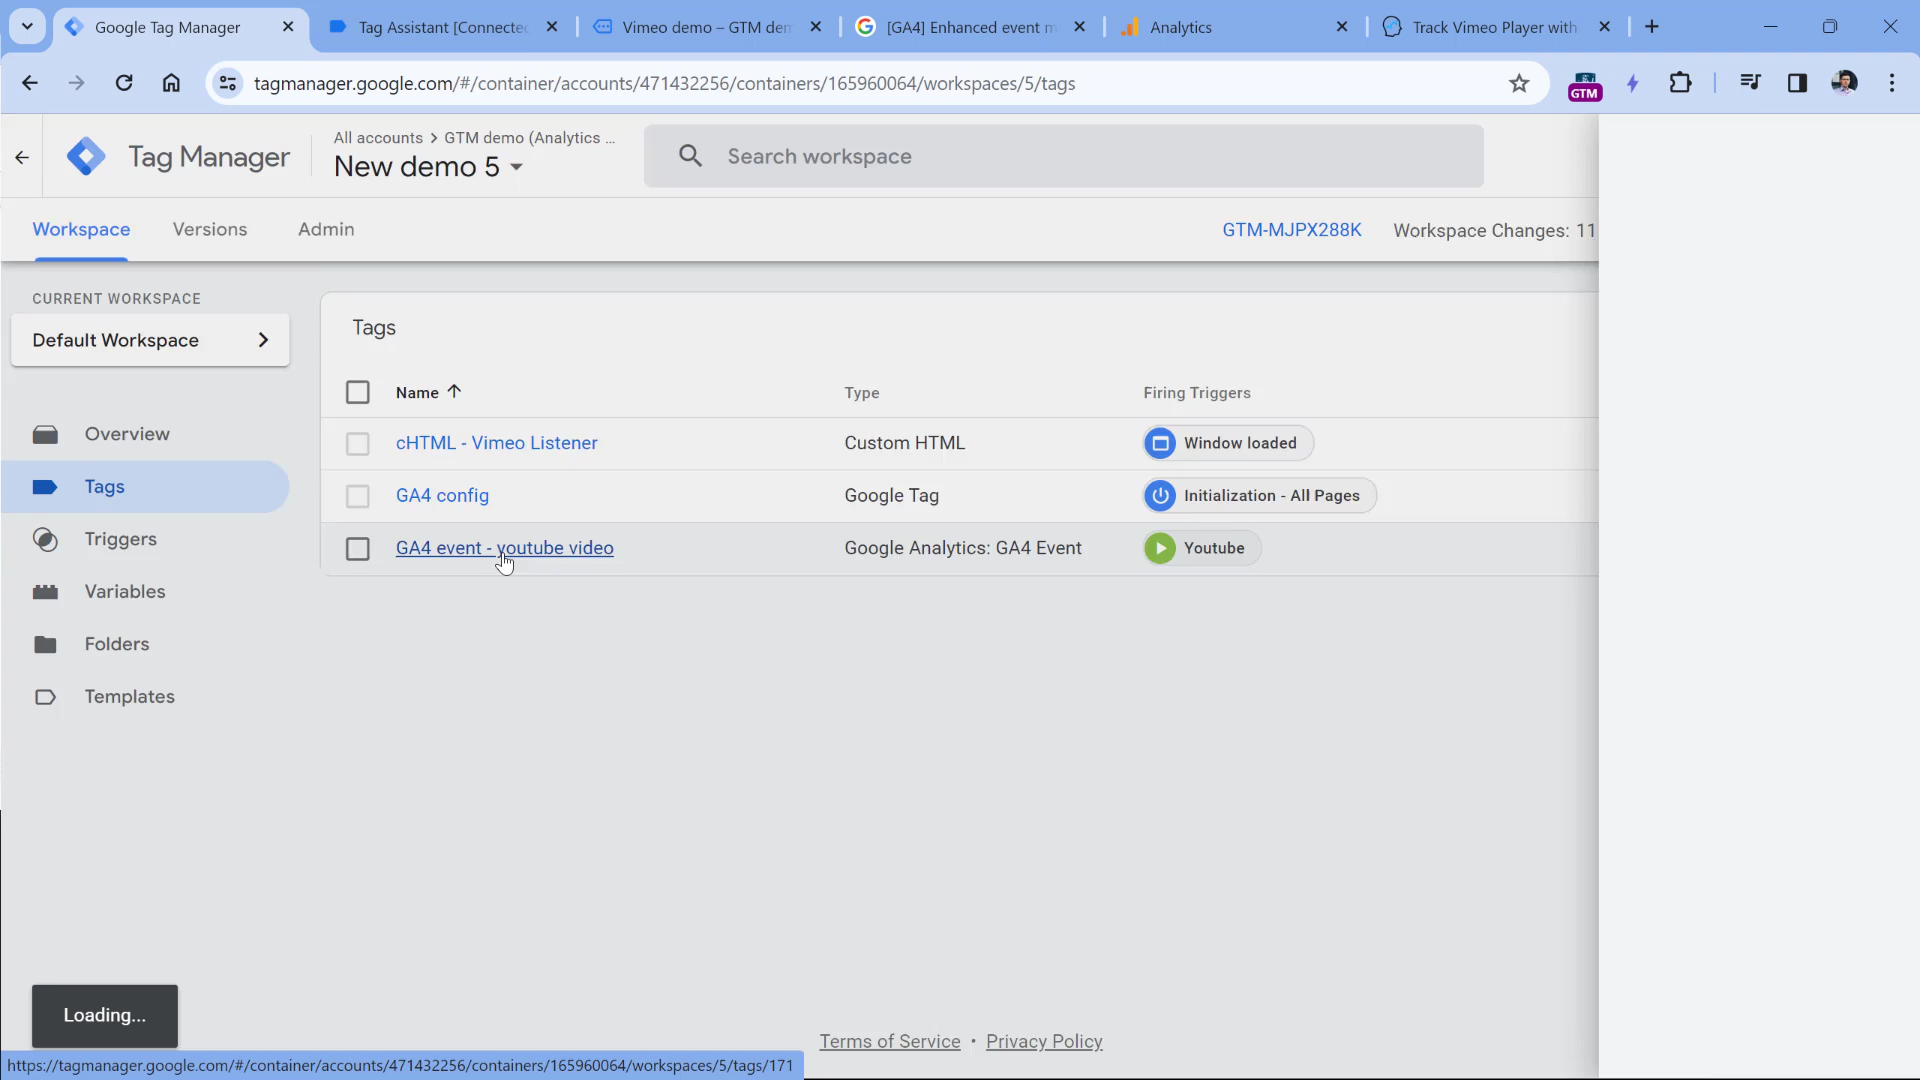 Google Tag Manager
Tag Assistant [Connected
Vimeo demo – GTM dem
[GA4] Enhanced event m
Analytics
Track Vimeo Player with
tagmanager.google.com/#/container/accounts/471432256/containers/165960064/workspaces/5/tags
GTM
Tag Manager
All accounts > GTM demo (Analytics ...
New demo 5
Search workspace
Workspace
Versions
Admin
GTM-MJPX288K
Workspace Changes: 11
CURRENT WORKSPACE
Default Workspace
Overview
Tags
Triggers
Variables
Folders
Templates
Tags
Name
Type
Firing Triggers
cHTML - Vimeo Listener
Custom HTML
Window loaded
GA4 config
Google Tag
Initialization - All Pages
GA4 event - youtube video
Google Analytics: GA4 Event
Youtube
Loading...
Terms of Service • Privacy Policy
https://tagmanager.google.com/#/container/accounts/471432256/containers/165960064/workspaces/5/tags/171